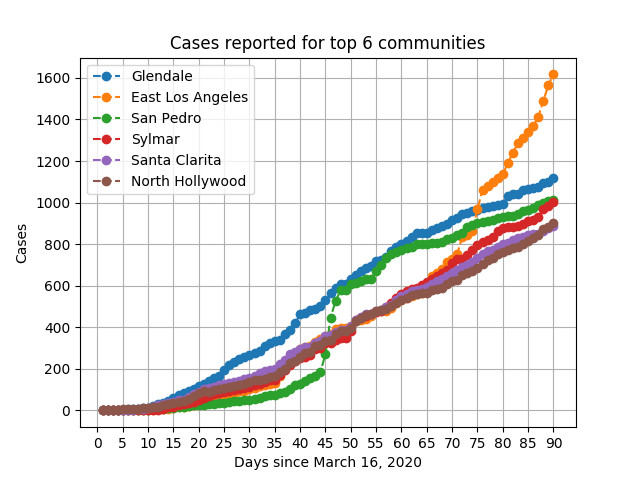 Cases reported for top 6 communities
Glendale
East Los Angeles
San Pedro
Sylmar
Santa Clarita
North Hollywood
Cases
1600
1400
1200
1000
800
600
400
200
0
0 5 10 15 20 25 30 35 40 45 50 55 60 65 70 75 80 85 90
Days since March 16, 2020